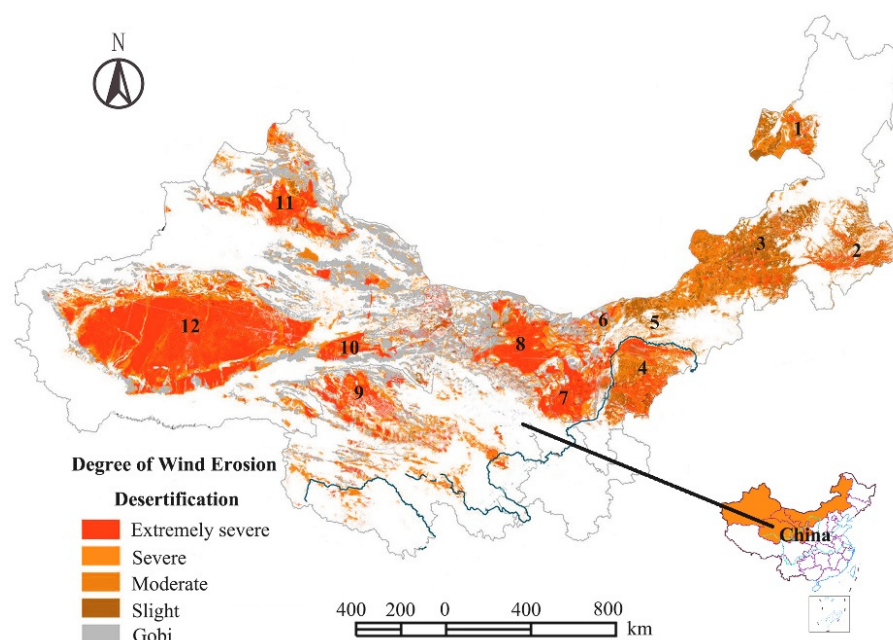 N
1
11
3
2
12
6
5
10
8
4
9
7
Degree of Wind Erosion
Desertification
Extremely severe
Severe
Moderate
Slight
Gobi
China
400 200 0 400 800
km